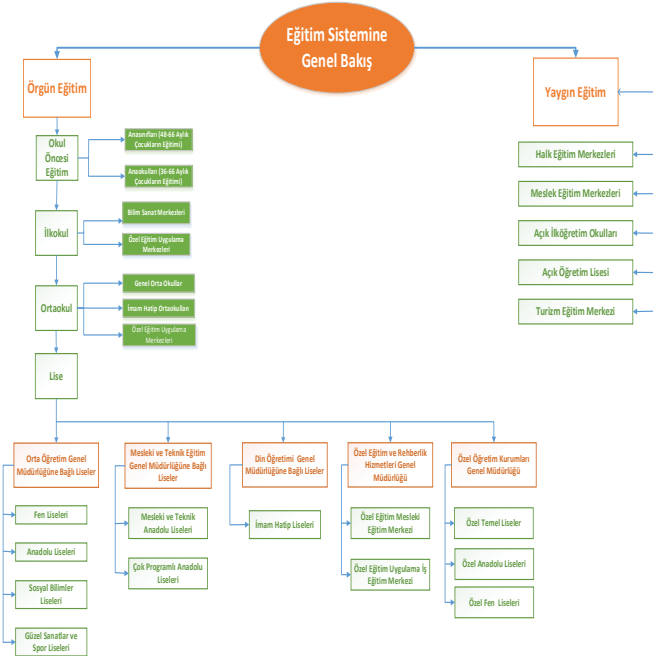 Eğitim Sistemine
Genel Bakış
Örgün Eğitim
Yaygın Eğitim
Okul
Öncesi
Eğitim
Anasınıfları (48-66 Aylık
Çocukların Eğitimi)
Anaokulları (36-66 Aylık
Çocukların Eğitimi)
İlkokul
Bilim Sanat Merkezleri
Özel Eğitim Uygulama
Merkezleri
Ortaokul
Genel Orta Okullar
İmam Hatip Ortaokulları
Özel Eğitim Uygulama
Merkezleri
Lise
Halk Eğitim Merkezleri
Meslek Eğitim Merkezleri
Açık İlköğretim Okulları
Açık Öğretim Lisesi
Turizm Eğitim Merkezi
Orta Öğretim Genel
Müdürlüğüne Bağlı Liseler
Fen Liseleri
Anadolu Liseleri
Sosyal Bilimler
Liseleri
Güzel Sanatlar ve
Spor Liseleri
Mesleki ve Teknik Eğitim
Genel Müdürlüğüne Bağlı
Liseler
Mesleki ve Teknik
Anadolu Liseleri
Çok Programlı Anadolu
Liseleri
Din Öğretimi Genel
Müdürlüğüne Bağlı Liseler
İmam Hatip Liseleri
Özel Eğitim ve Rehberlik
Hizmetleri Genel
Müdürlüğü
Özel Eğitim Mesleki
Eğitim Merkezi
Özel Eğitim Uygulama İş
Eğitim Merkezi
Özel Öğretim Kurumları
Genel Müdürlüğü
Özel Temel Liseler
Özel Anadolu Liseleri
Özel Fen Liseleri